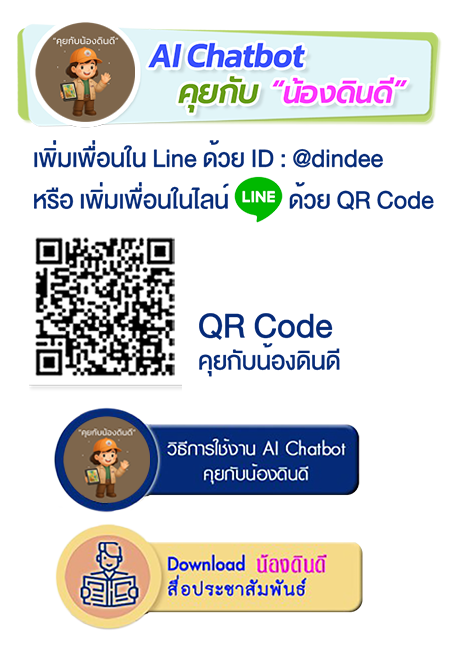 "คุยกับน้องดินดี"
AI Chatbot
คุยกับ "น้องดินดี"
เพิ่มเพื่อนใน Line ด้วย ID : @dindee
หรือ เพิ่มเพื่อนในไลน์ LINE ด้วย QR Code
QR Code
คุยกับน้องดินดี
"คุยกับน้องดินดี"
วิธีการใช้งาน AI Chatbot
คุยกับน้องดินดี
Download น้องดินดี
สื่อประชาสัมพันธ์